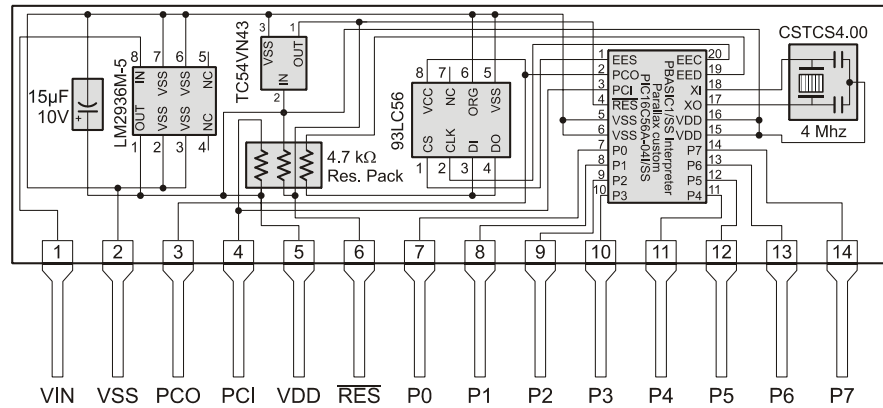 15µF
10V
+
LM2936M-5
8 7 6 5
IN VSS VSS NC
OUT VSS VSS NC
1 2 3 4
TC54VN43
3 1
VSS OUT
IN
2
4.7 kΩ
Res. Pack
93LC56
8 7 6 5
VCC NC ORG VSS
CS CLK DI DO
1 2 3 4
PBASIC1/SS Interpreter
Parallax custom
PIC16C56A-04I/SS
1 EES EEC 20
2 PCO EED 19
3 PCI XI 18
4 RES XO 17
5 VSS VDD 16
6 VSS VDD 15
7 P0 P7 14
8 P1 P6 13
9 P2 P5 12
10 P3 P4 11
CSTCS4.00
4 Mhz
1 2 3 4 5 6 7 8 9 10 11 12 13 14
VIN VSS PCO PCI VDD RES P0 P1 P2 P3 P4 P5 P6 P7